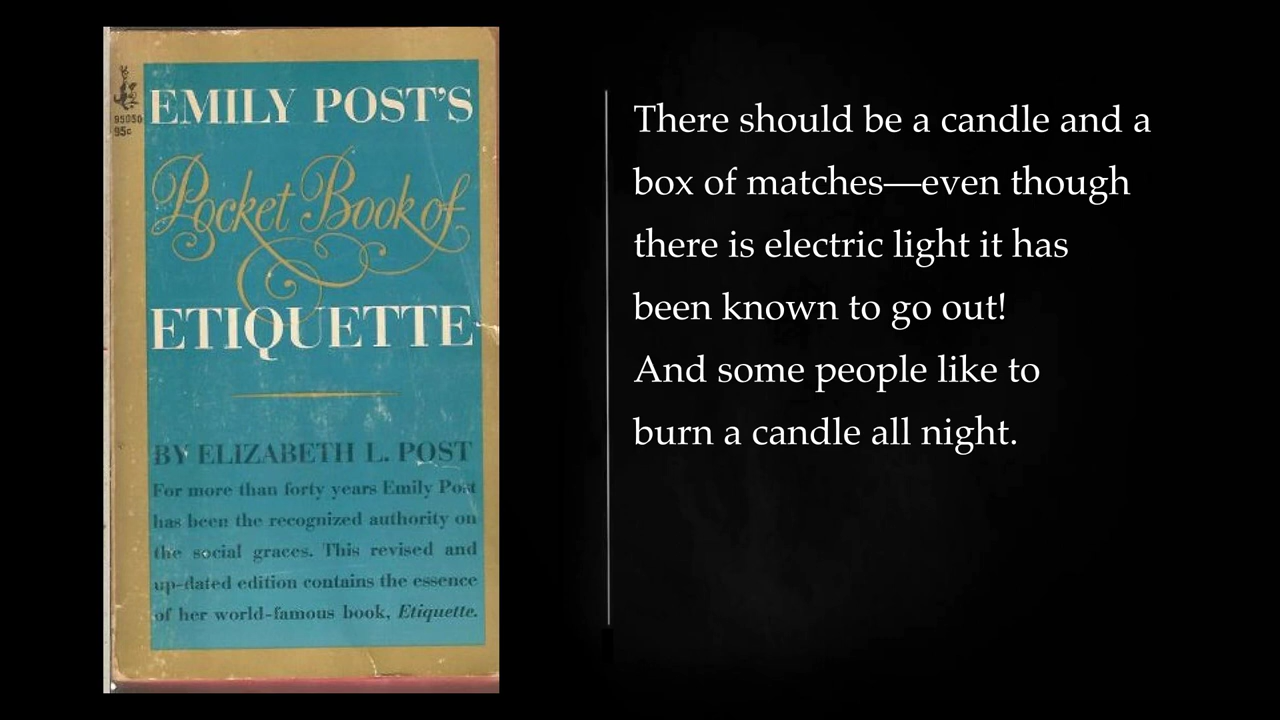 95050
95c
EMILY POST'S
Pocket Book of
ETIQUETTE
BY ELIZABETH L. POST
For more than forty years Emily Post
has been the recognized authority on
the social graces. This revised and
up-dated edition contains the essence
of her world-famous book, Etiquette.
There should be a candle and a
box of matches—even though
there is electric light it has
been known to go out!
And some people like to
burn a candle all night.